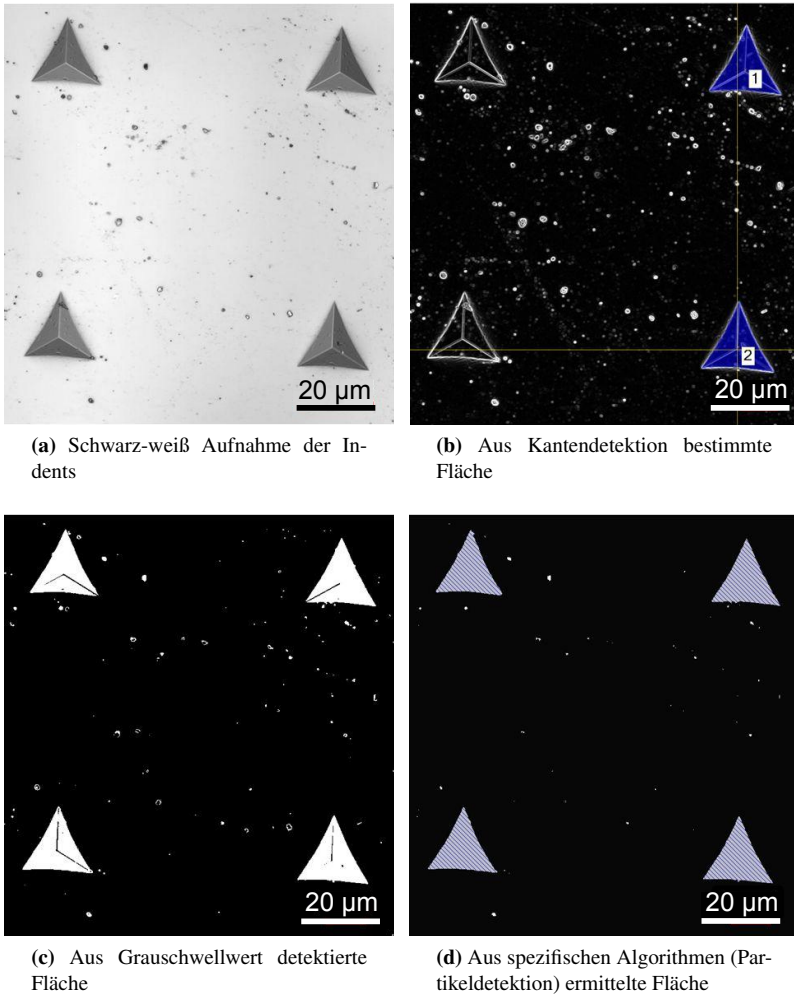 20 µm
1
2
20 µm
(a) Schwarz-weiß Aufnahme der In-
dents
(b) Aus Kantendetektion bestimmte
Fläche
20 µm
20 µm
(c) Aus Grauschwellwert detektierte
Fläche
(d) Aus spezifischen Algorithmen (Par-
tikeldetektion) ermittelte Fläche